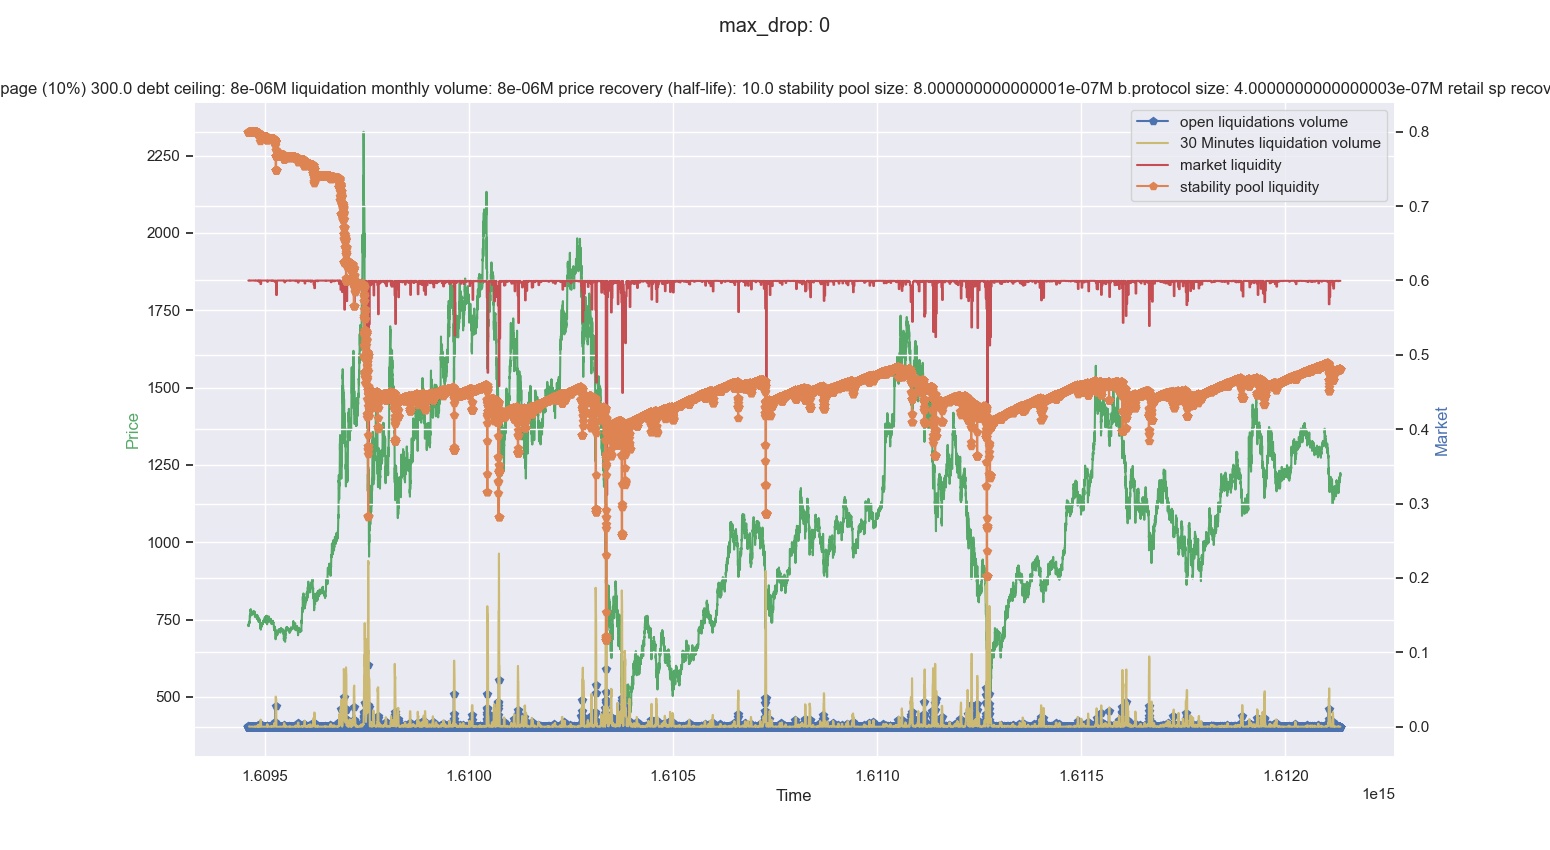 max_drop: 0
page (10%) 300.0 debt ceiling: 8e-06M liquidation monthly volume: 8e-06M price recovery (half-life): 10.0 stability pool size: 8.000000000000001e-07M b.protocol size: 4.0000000000000003e-07M retail sp recov
open liquidations volume
30 Minutes liquidation volume
market liquidity
stability pool liquidity
2250
2000
1750
1500
1250
1000
750
500
Price
0.8
0.7
0.6
0.5
0.4
0.3
0.2
0.1
0.0
Market
1.6095 1.6100 1.6105 1.6110 1.6115 1.6120
Time
1e15